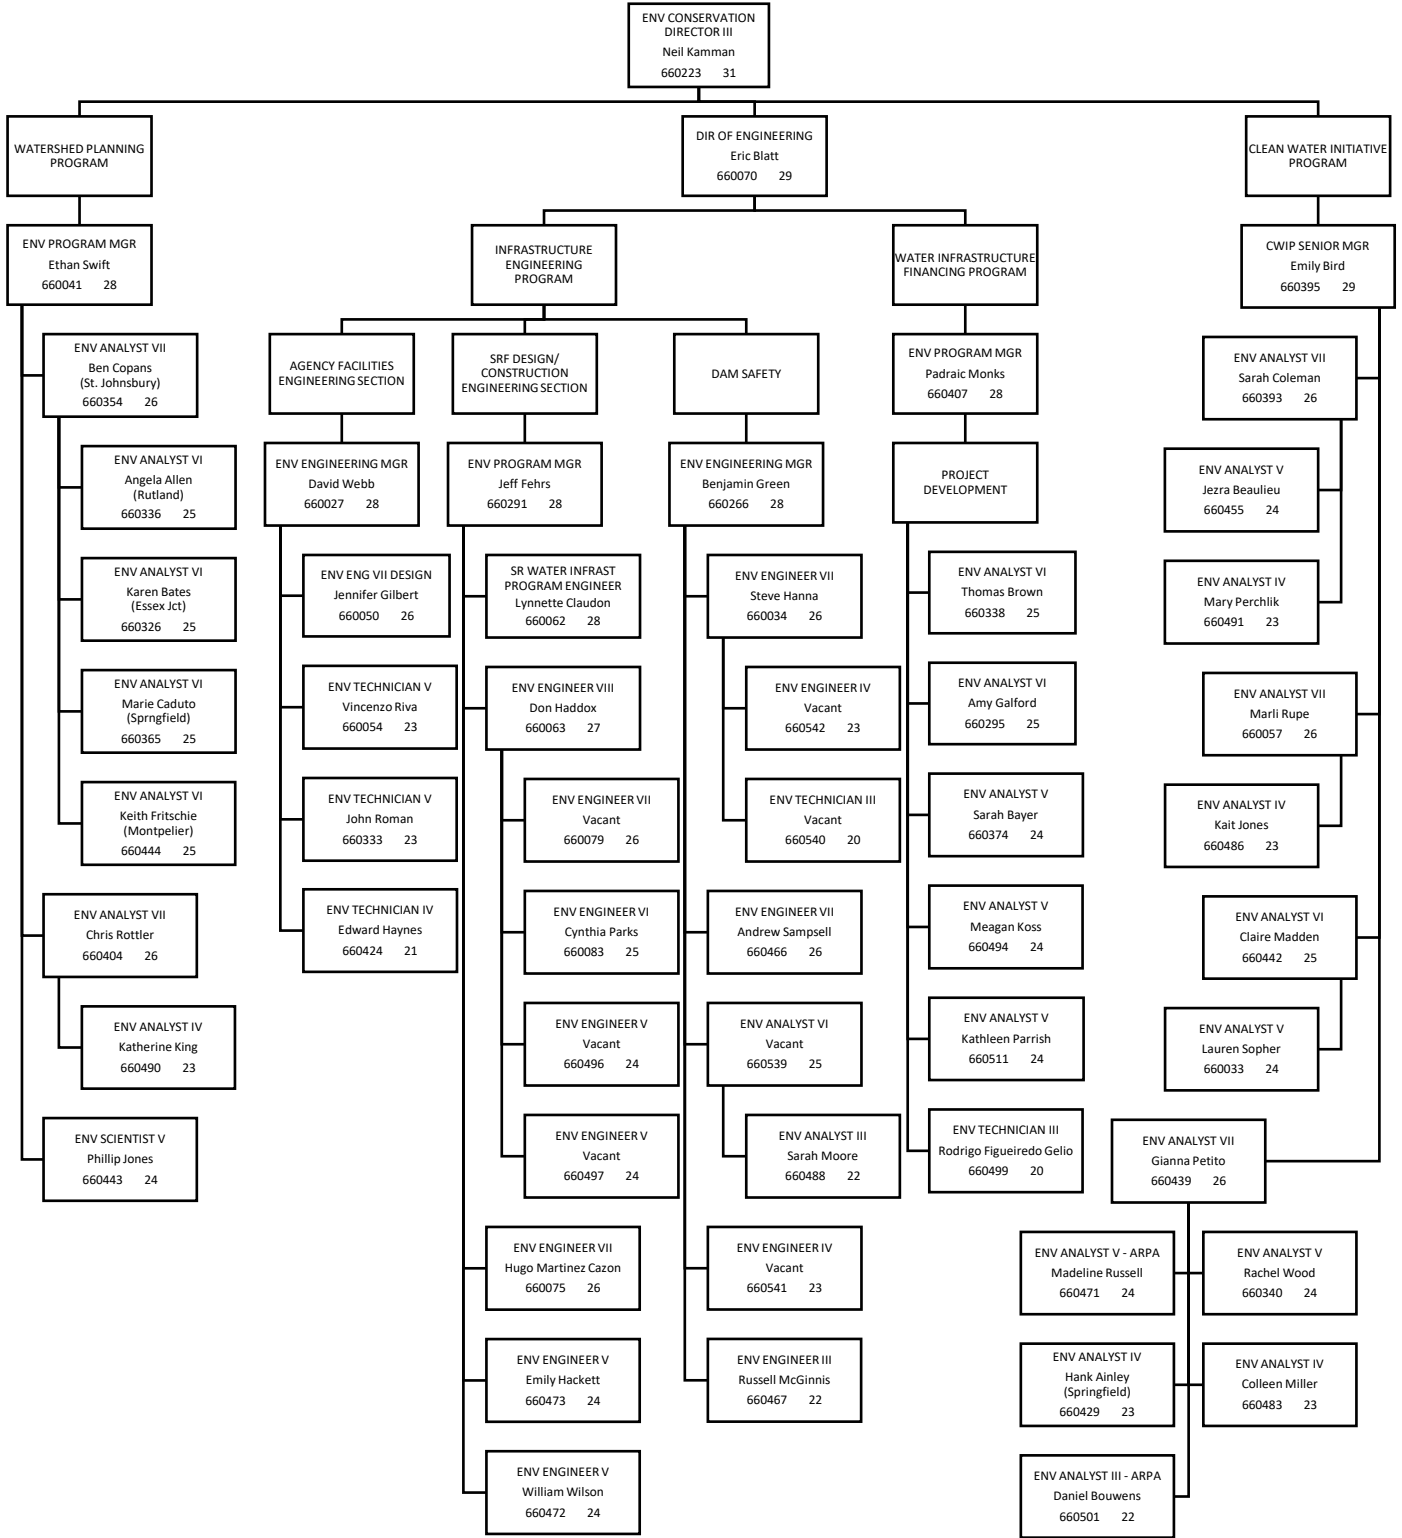 ENV CONSERVATION
DIRECTOR III
Neil Kamman
660223 31
WATERSHED PLANNING
PROGRAM
DIR OF ENGINEERING
Eric Blatt
660070 29
CLEAN WATER INITIATIVE
PROGRAM
ENV PROGRAM MGR
Ethan Swift
660041 28
INFRASTRUCTURE
ENGINEERING
PROGRAM
WATER INFRASTRUCTURE
FINANCING PROGRAM
CWIP SENIOR MGR
Emily Bird
660395 29
ENV ANALYST VII
Ben Copans
(St. Johnsbury)
660354 26
ENV ANALYST VI
Angela Allen
(Rutland)
660336 25
ENV ANALYST VI
Karen Bates
(Essex Jct)
660326 25
ENV ANALYST VI
Marie Caduto
(Sprngfield)
660365 25
ENV ANALYST VI
Keith Fritschie
(Montpelier)
660444 25
ENV ANALYST VII
Chris Rottler
660404 26
ENV ANALYST IV
Katherine King
660490 23
ENV SCIENTIST V
Phillip Jones
660443 24
AGENCY FACILITIES
ENGINEERING SECTION
ENV ENGINEERING MGR
David Webb
660027 28
ENV ENG VII DESIGN
Jennifer Gilbert
660050 26
ENV TECHNICIAN V
Vincenzo Riva
660054 23
ENV TECHNICIAN V
John Roman
660333 23
ENV TECHNICIAN IV
Edward Haynes
660424 21
SRF DESIGN/
CONSTRUCTION
ENGINEERING SECTION
ENV PROGRAM MGR
Jeff Fehrs
660291 28
SR WATER INFRAST
PROGRAM ENGINEER
Lynnette Claudon
660062 28
ENV ENGINEER VIII
Don Haddox
660063 27
ENV ENGINEER VII
Vacant
660079 26
ENV ENGINEER VI
Cynthia Parks
660083 25
ENV ENGINEER V
Vacant
660496 24
ENV ENGINEER V
Vacant
660497 24
ENV ENGINEER VII
Hugo Martinez Cazon
660075 26
ENV ENGINEER V
Emily Hackett
660473 24
ENV ENGINEER V
William Wilson
660472 24
DAM SAFETY
ENV ENGINEERING MGR
Benjamin Green
660266 28
ENV ENGINEER VII
Steve Hanna
660034 26
ENV ENGINEER IV
Vacant
660542 23
ENV TECHNICIAN III
Vacant
660540 20
ENV ENGINEER VII
Andrew Sampsell
660466 26
ENV ANALYST VI
Vacant
660539 25
ENV ANALYST III
Sarah Moore
660488 22
ENV ENGINEER IV
Vacant
660541 23
ENV ENGINEER III
Russell McGinnis
660467 22
ENV PROGRAM MGR
Padraic Monks
660407 28
PROJECT
DEVELOPMENT
ENV ANALYST VI
Thomas Brown
660338 25
ENV ANALYST VI
Amy Galford
660295 25
ENV ANALYST V
Sarah Bayer
660374 24
ENV ANALYST V
Meagan Koss
660494 24
ENV ANALYST V
Kathleen Parrish
660511 24
ENV TECHNICIAN III
Rodrigo Figueiredo Gelio
660499 20
ENV ANALYST VII
Sarah Coleman
660393 26
ENV ANALYST V
Jezra Beaulieu
660455 24
ENV ANALYST IV
Mary Perchlik
660491 23
ENV ANALYST VII
Marli Rupe
660057 26
ENV ANALYST IV
Kait Jones
660486 23
ENV ANALYST VI
Claire Madden
660442 25
ENV ANALYST V
Lauren Sopher
660033 24
ENV ANALYST VII
Gianna Petito
660439 26
ENV ANALYST V - ARPA
Madeline Russell
660471 24
ENV ANALYST V
Rachel Wood
660340 24
ENV ANALYST IV
Hank Ainley
(Springfield)
660429 23
ENV ANALYST IV
Colleen Miller
660483 23
ENV ANALYST III - ARPA
Daniel Bouwens
660501 22